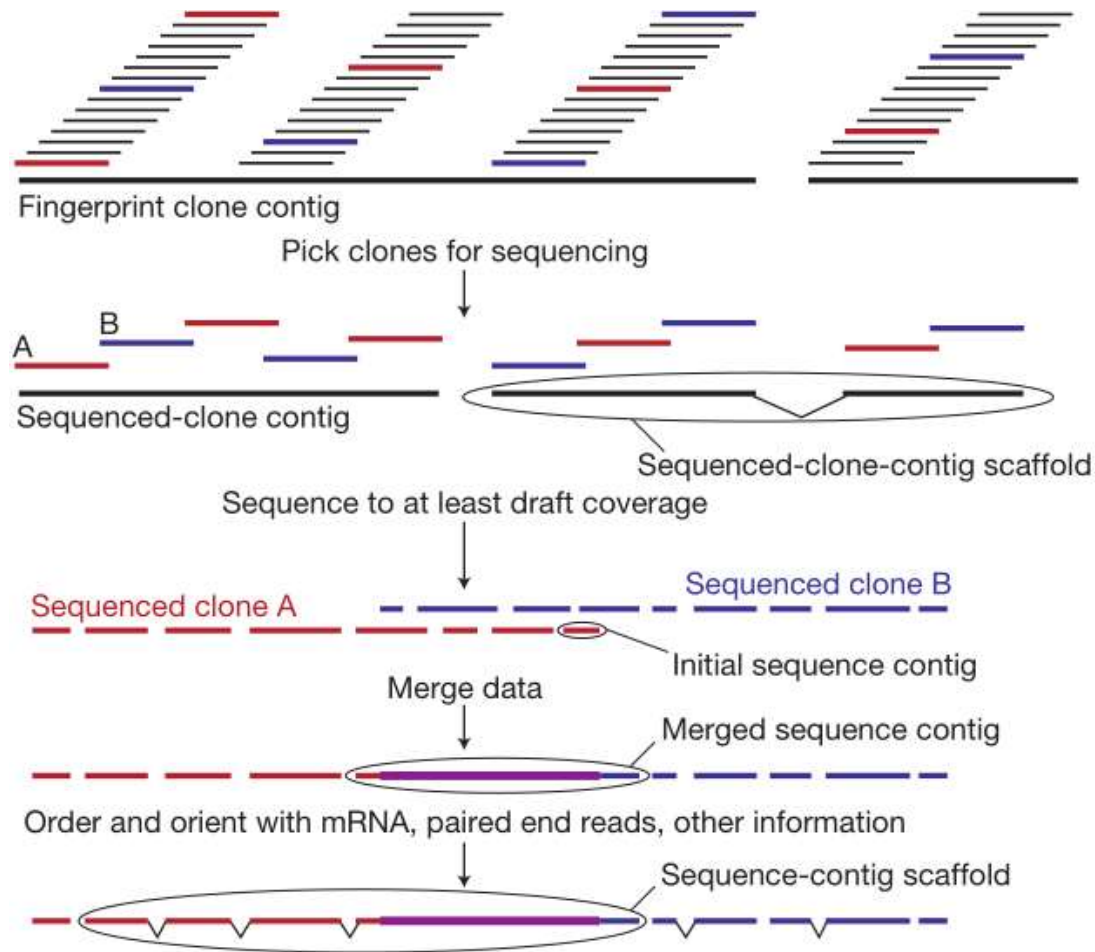 Fingerprint clone contig
Pick clones for sequencing
A
B
Sequenced-clone contig
Sequenced-clone-contig scaffold
Sequence to at least draft coverage
Sequenced clone A
Sequenced clone B
Initial sequence contig
Merge data
Merged sequence contig
Order and orient with mRNA, paired end reads, other information
Sequence-contig scaffold